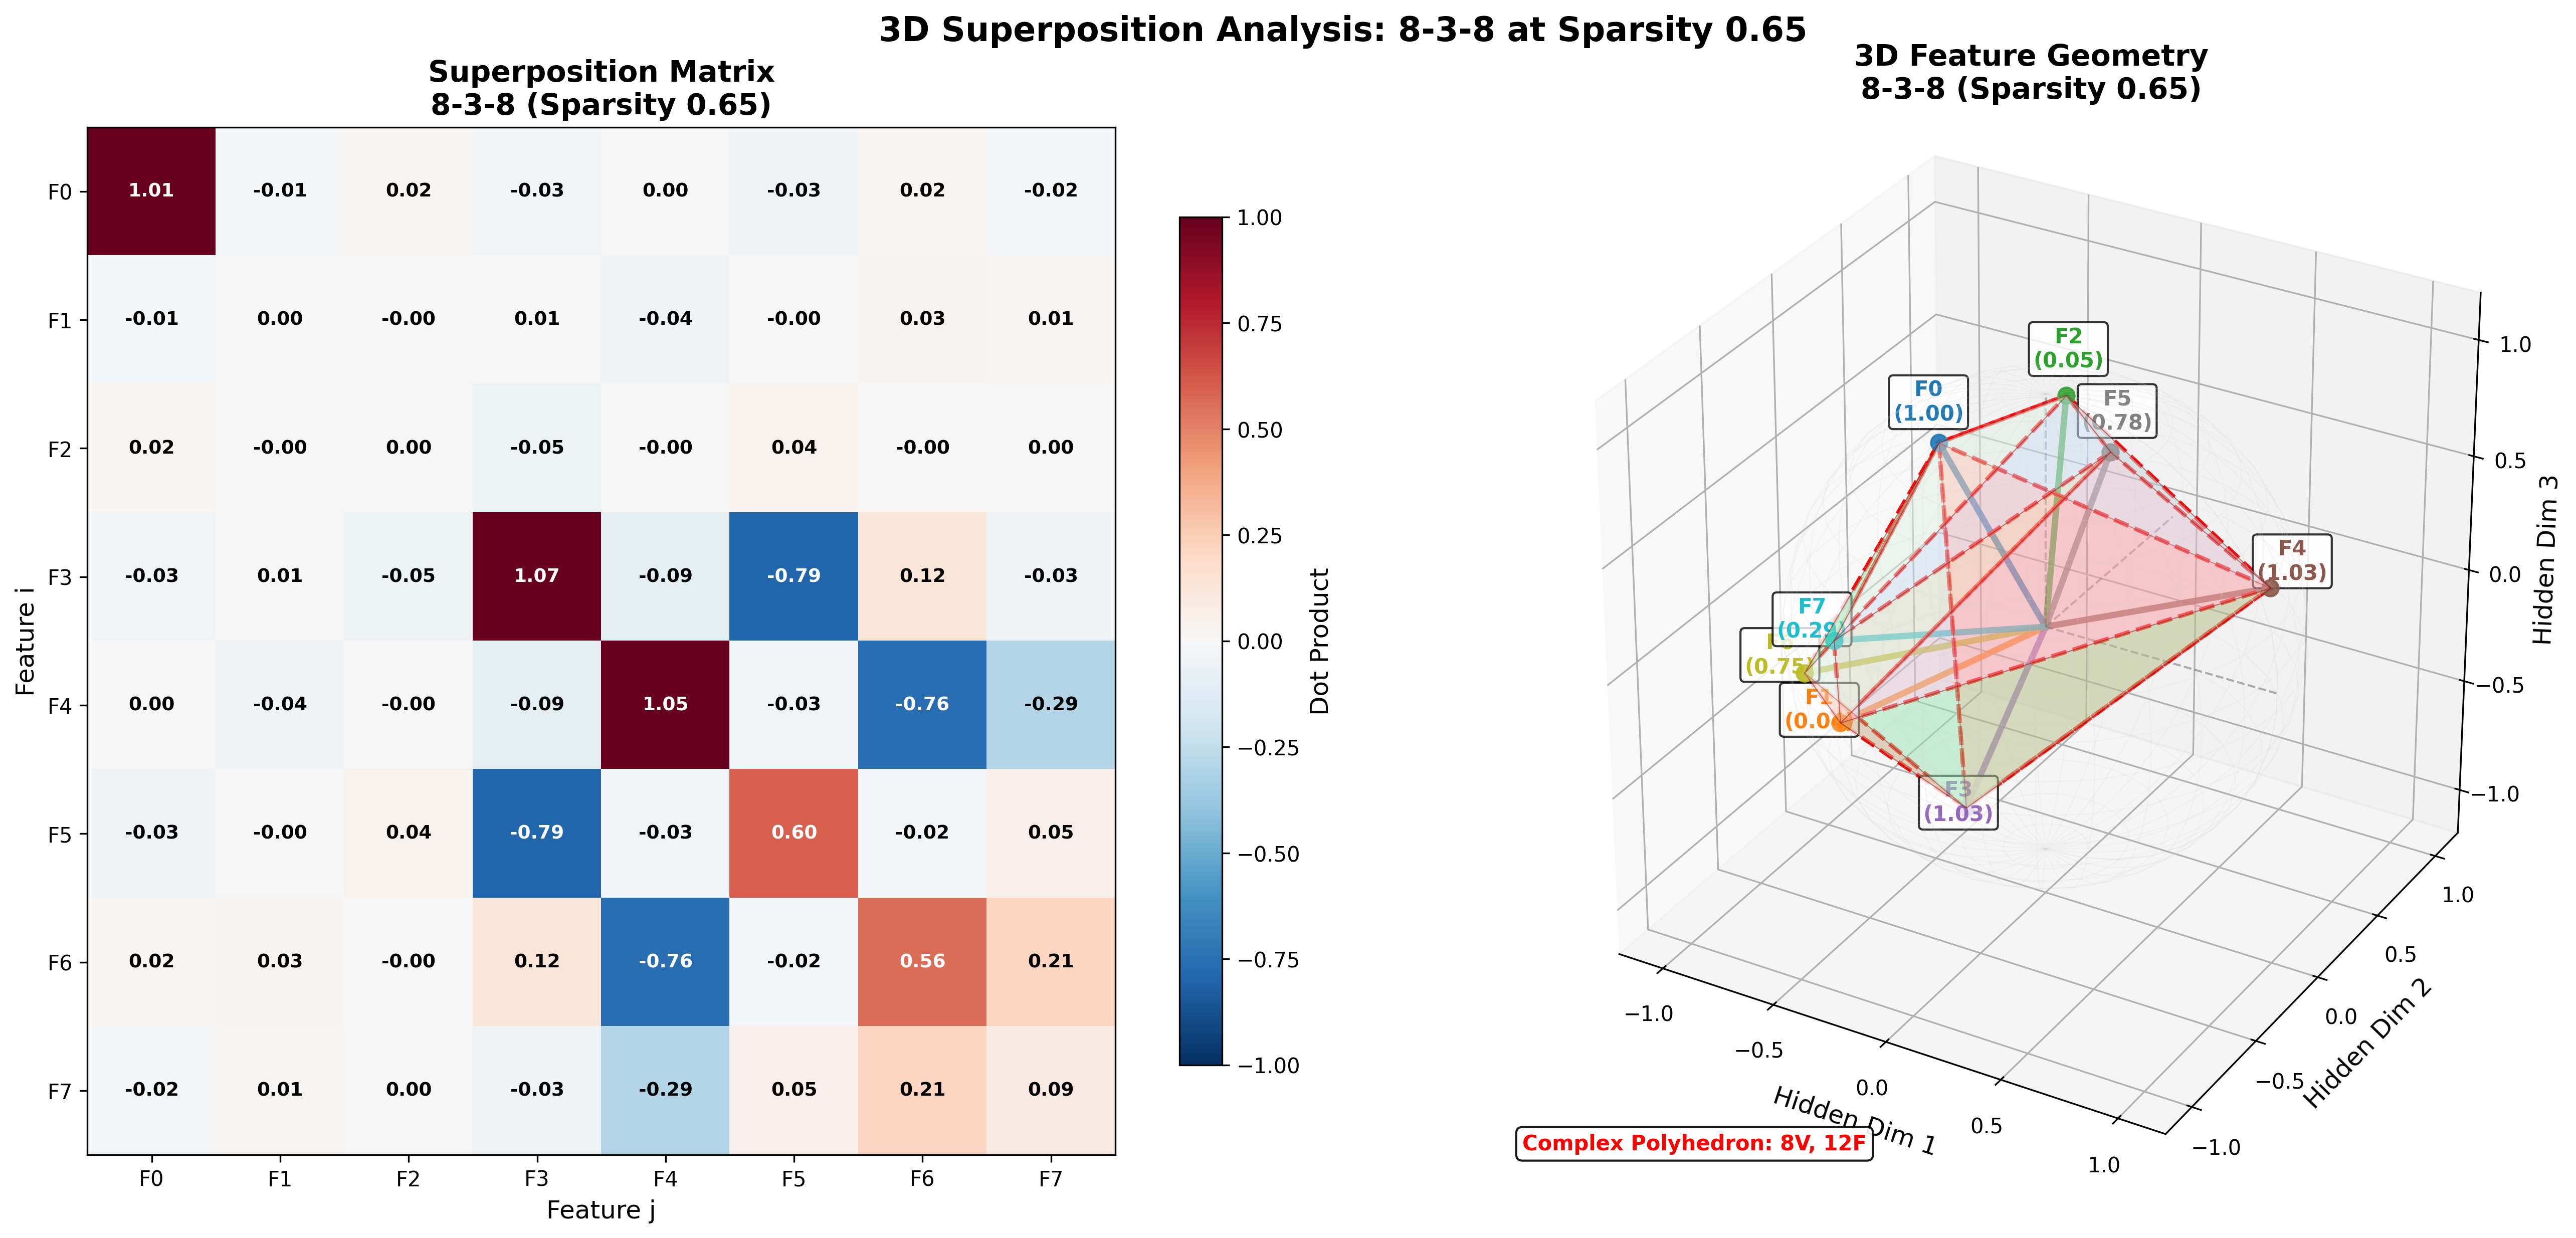 3D Superposition Analysis: 8-3-8 at Sparsity 0.65
Superposition Matrix
8-3-8 (Sparsity 0.65)
F0 1.01 -0.01 0.02 -0.03 0.00 -0.03 0.02 -0.02
F1 -0.01 0.00 -0.00 0.01 -0.04 -0.00 0.03 0.01
F2 0.02 -0.00 0.00 -0.05 -0.00 0.04 -0.00 0.00
F3 -0.03 0.01 -0.05 1.07 -0.09 -0.79 0.12 -0.03
F4 0.00 -0.04 -0.00 -0.09 1.05 -0.03 -0.76 -0.29
F5 -0.03 -0.00 0.04 -0.79 -0.03 0.60 -0.02 0.05
F6 0.02 0.03 -0.00 0.12 -0.76 -0.02 0.56 0.21
F7 -0.02 0.01 0.00 -0.03 -0.29 0.05 0.21 0.09
F0 F1 F2 F3 F4 F5 F6 F7
Feature j
Feature i
1.00
0.75
0.50
0.25
0.00
−0.25
−0.50
−0.75
−1.00
Dot Product
3D Feature Geometry
8-3-8 (Sparsity 0.65)
F2
(0.05)
F0
(1.00)
F5
(0.78)
F4
(1.03)
F7
(0.29)
(0.75)
F1
F3
(1.03)
1.0
0.5
0.0
−0.5
−1.0
Hidden Dim 3
1.0
0.5
0.0
−0.5
−1.0
Hidden Dim 2
−1.0
−0.5
0.0
0.5
1.0
Hidden Dim 1
Complex Polyhedron: 8V, 12F